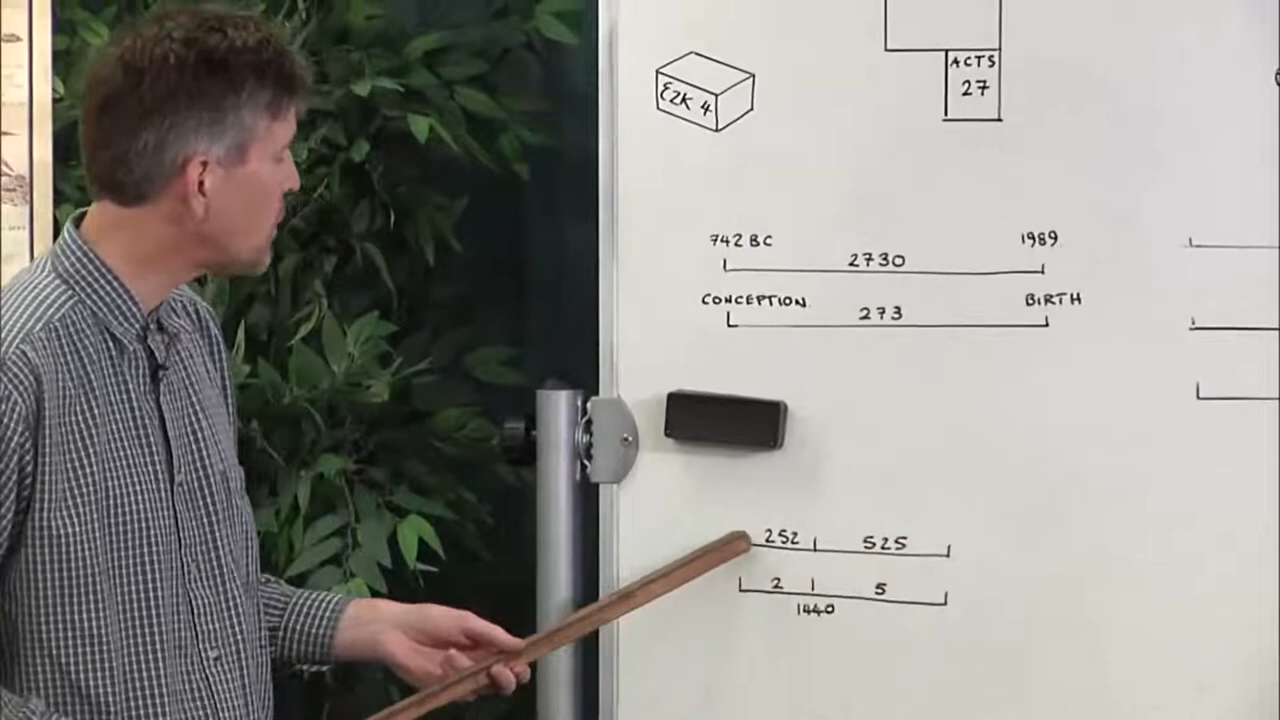 ACTS
27
EZK 4
742 BC 1989
2730
CONCEPTION BIRTH
273
252 525
2 5
1440